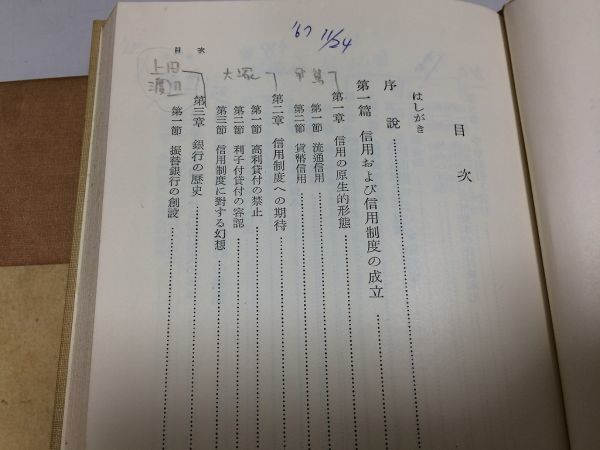 '67 11/24
目次
はしがき
序説
第一篇 信用および信用制度の成立
第一章 信用の原生的形態
第一節 流通信用
第二節 貨幣信用
第二章 信用制度への期待
第一節 高利貸付の禁止
第二節 利子付貸付の容認
第三節 信用制度に對する幻想
第三章 銀行の歴史
第一節 振替銀行の創設
目次
大塚
上田
渡辺